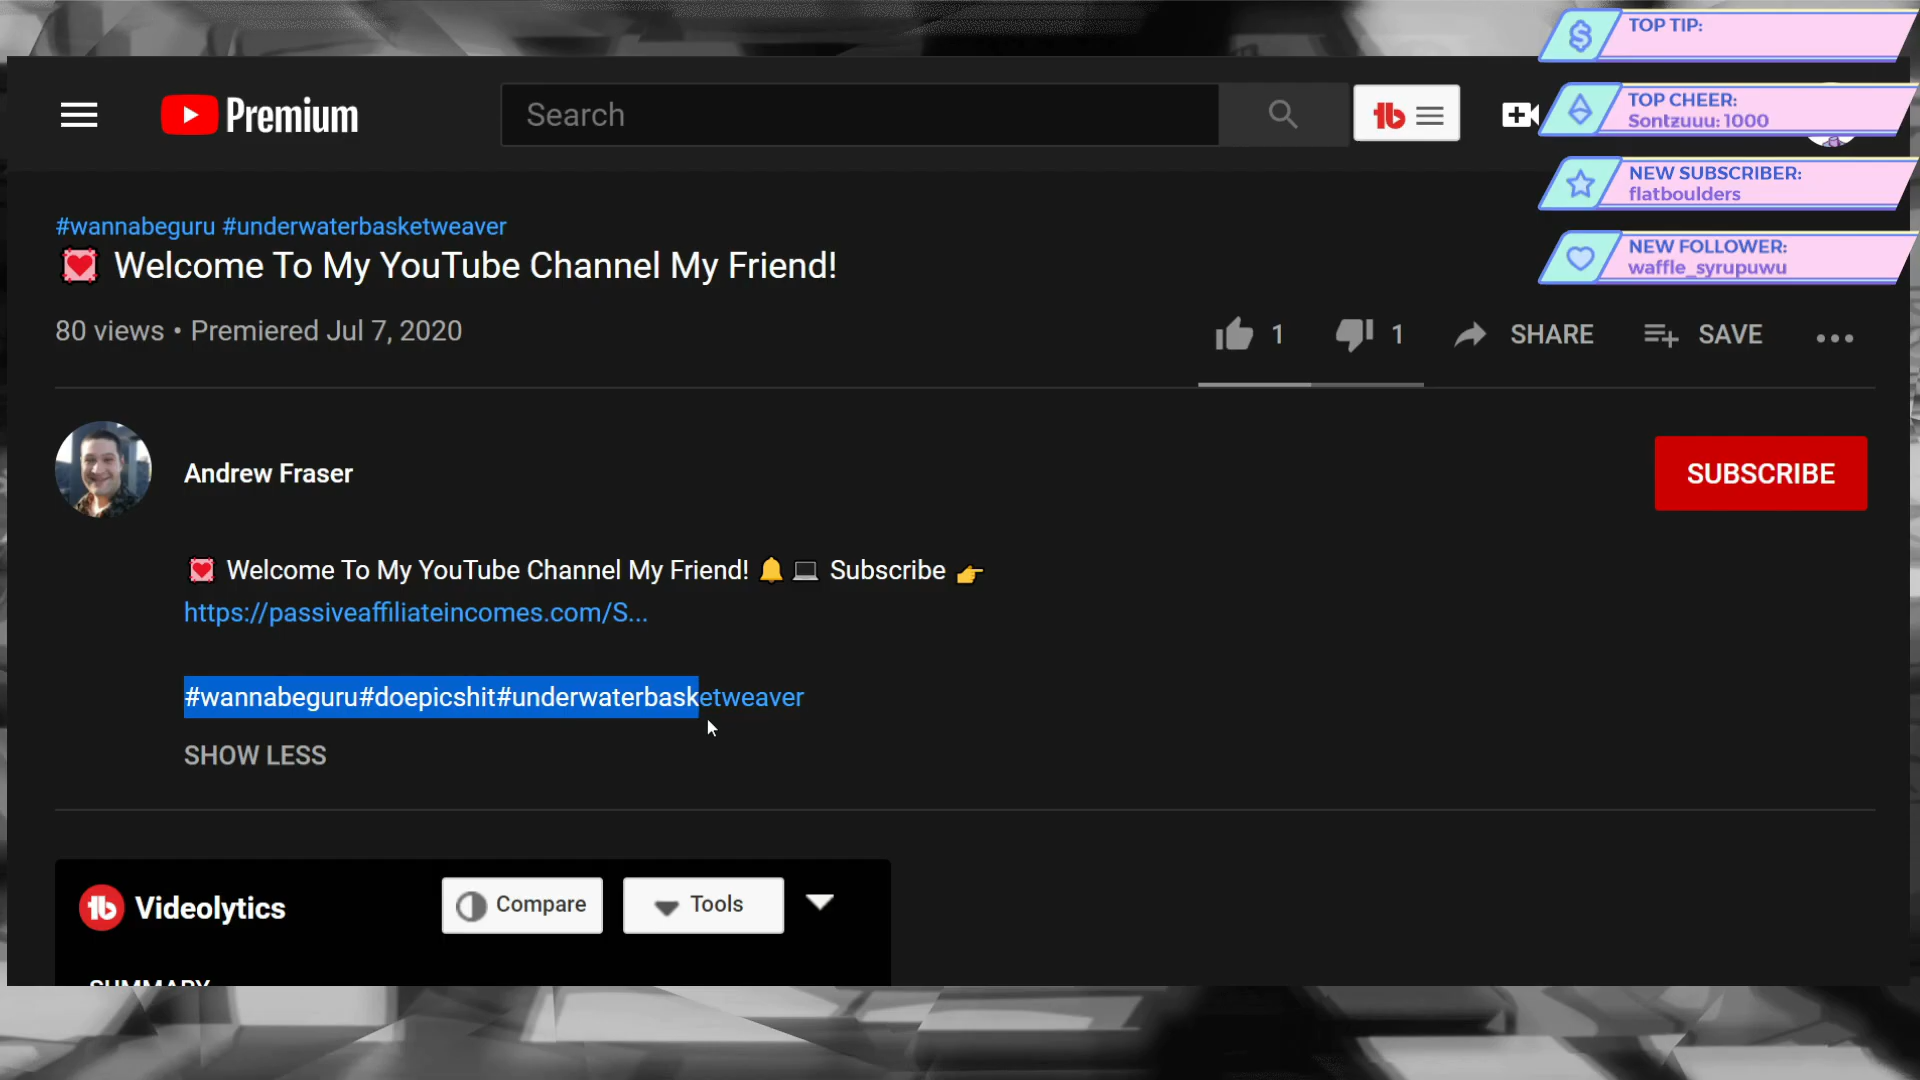 TOP TIP:
Premium
Search
TOP CHEER:
Sontzuuu: 1000
NEW SUBSCRIBER:
flatboulders
#wannabeguru #underwaterbasketweaver
💟 Welcome To My YouTube Channel My Friend!
NEW FOLLOWER:
waffle_syrupuwu
80 views • Premiered Jul 7, 2020
1
1
SHARE
SAVE
Andrew Fraser
SUBSCRIBE
💟 Welcome To My YouTube Channel My Friend! 🔔 💻 Subscribe 👉
https://passiveaffiliateincomes.com/S...
#wannabeguru#doepicshit#underwaterbasketweaver
SHOW LESS
Videolytics
Compare
Tools
SUMMARY